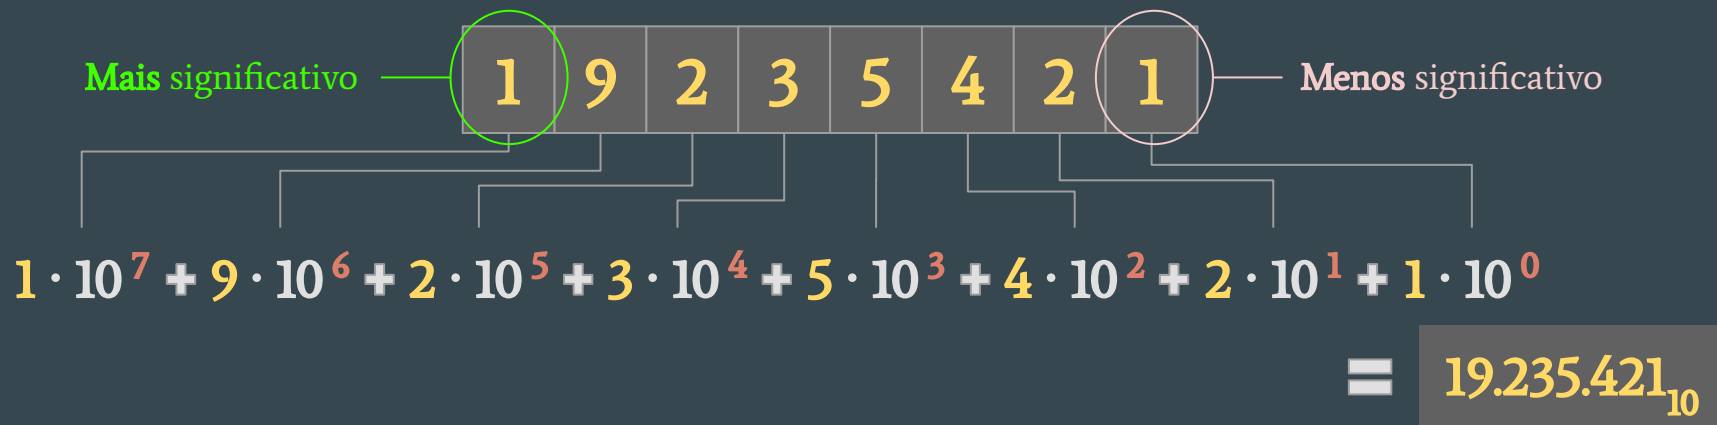 Mais significativo 1 9 2 3 5 4 2 1 Menos significativo
1 · 10⁷ + 9 · 10⁶ + 2 · 10⁵ + 3 · 10⁴ + 5 · 10³ + 4 · 10² + 2 · 10¹ + 1 · 10⁰
= 19.235.421₁₀